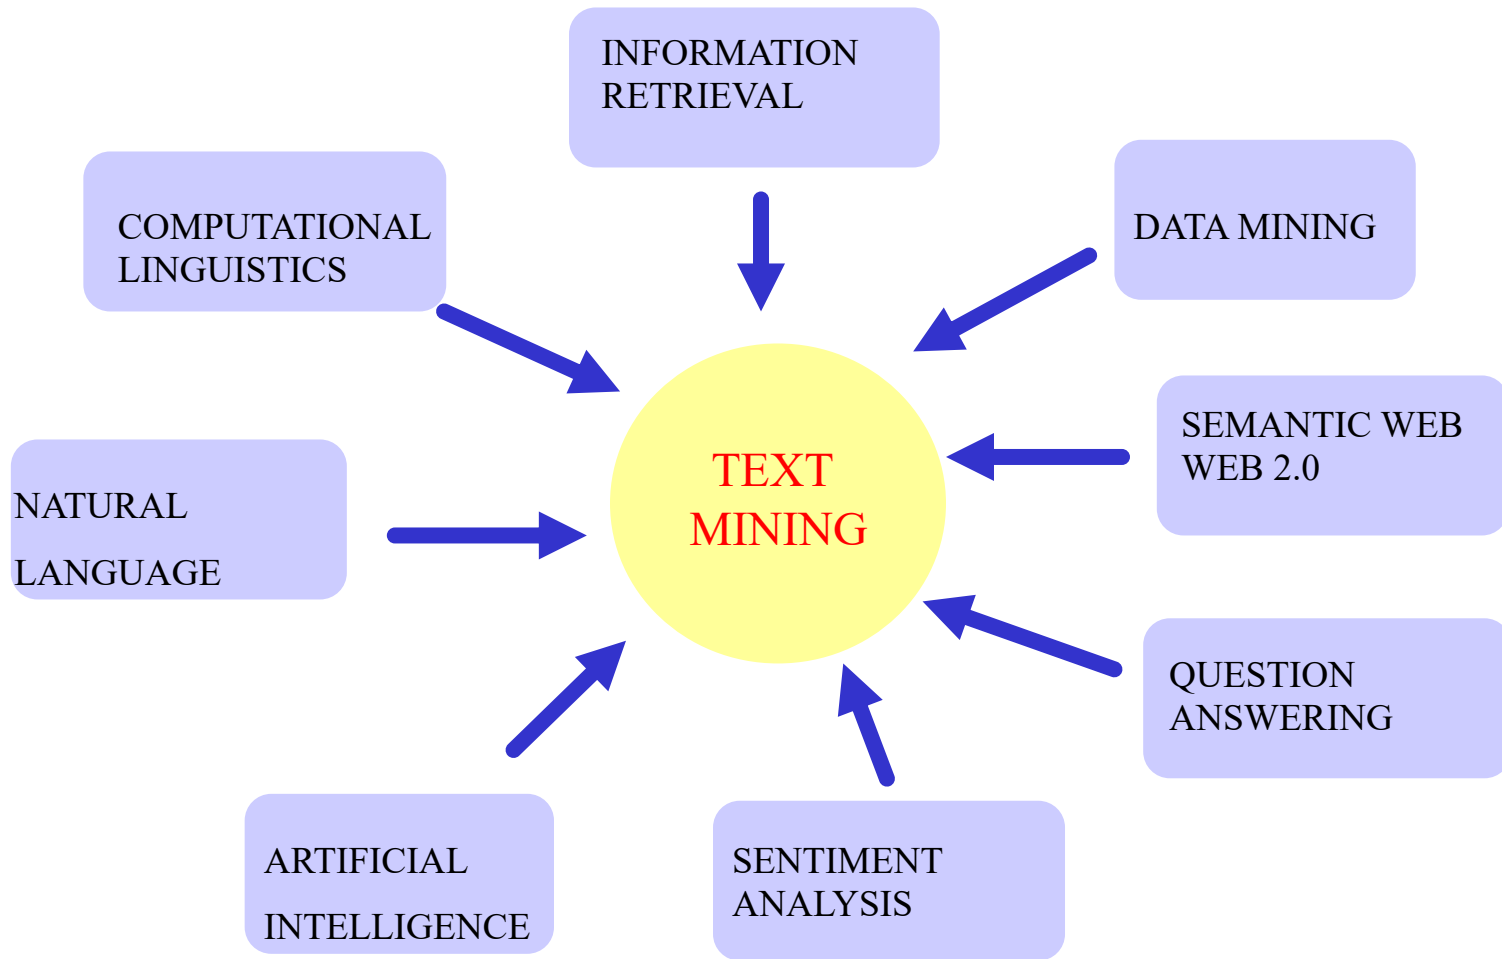 INFORMATION
RETRIEVAL
COMPUTATIONAL
LINGUISTICS
DATA MINING
SEMANTIC WEB
WEB 2.0
TEXT
MINING
NATURAL
LANGUAGE
QUESTION
ANSWERING
ARTIFICIAL
INTELLIGENCE
SENTIMENT
ANALYSIS